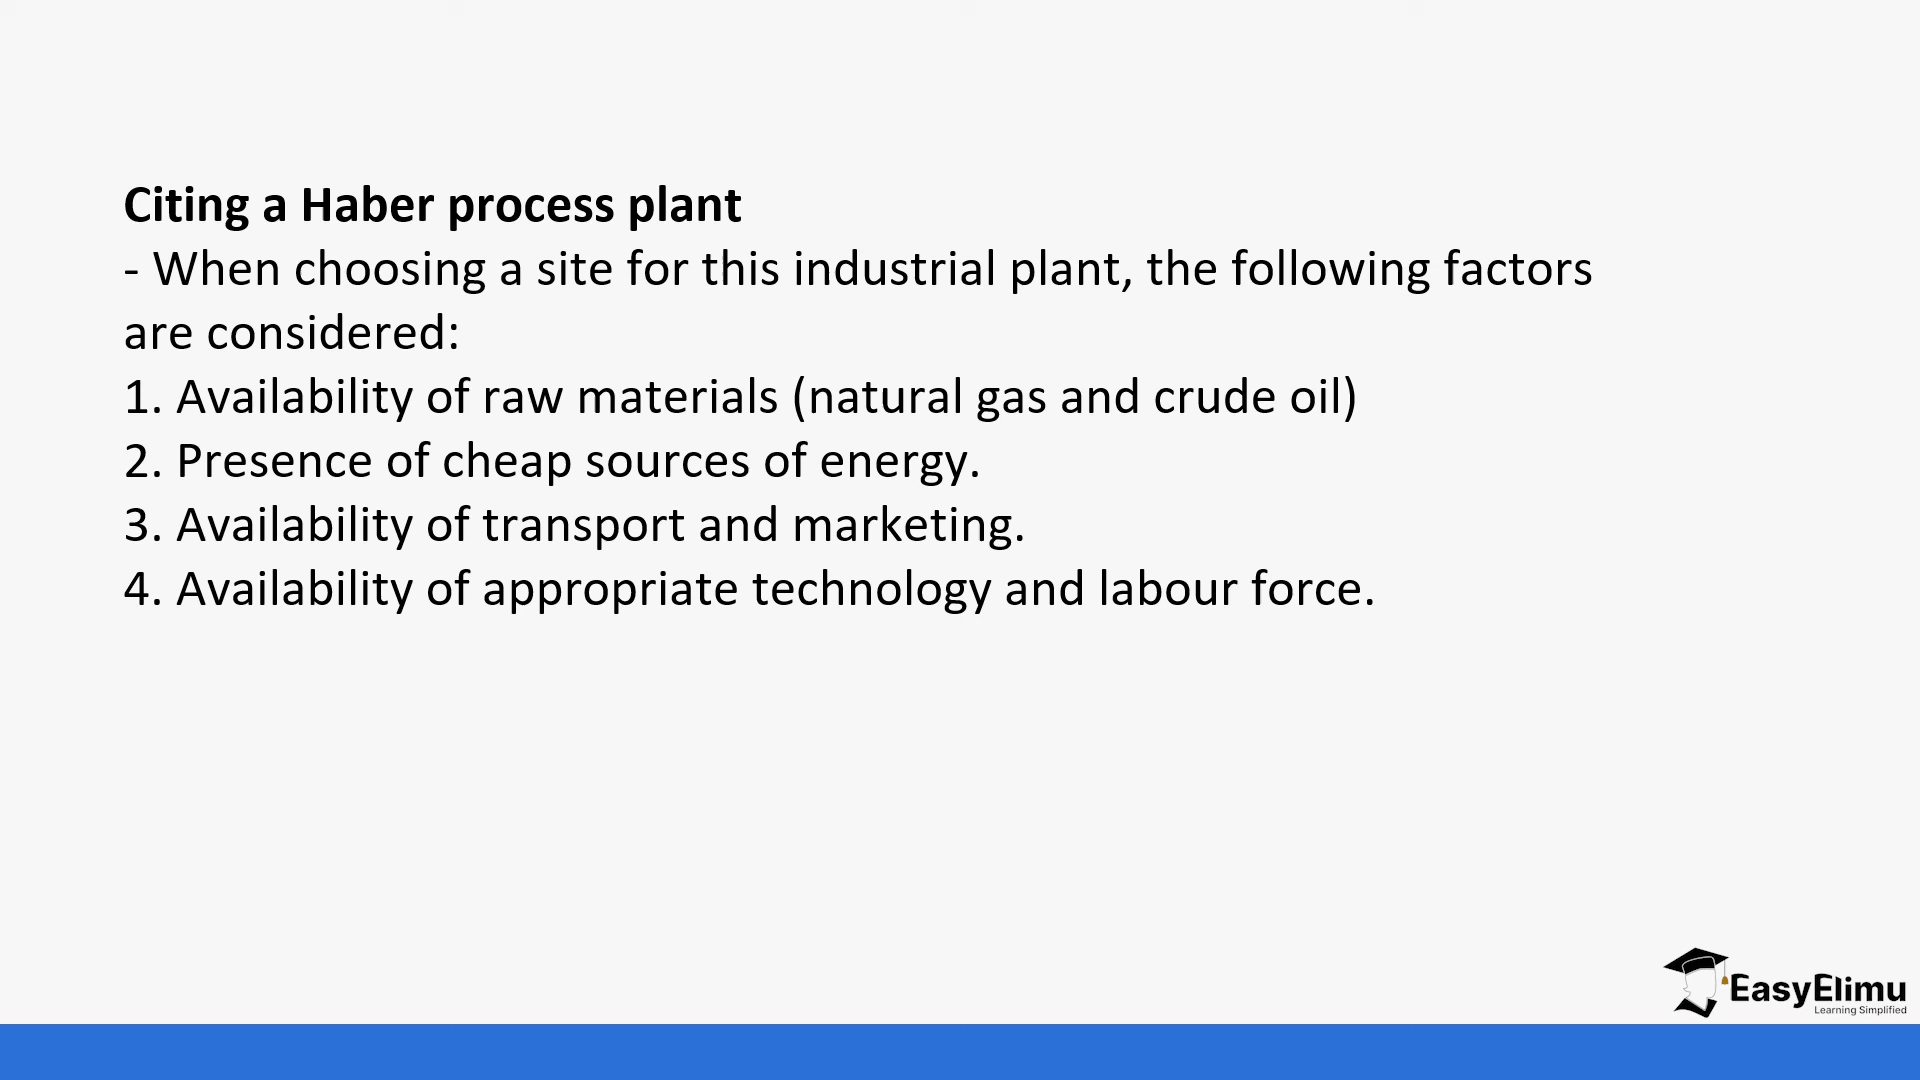 Citing a Haber process plant
- When choosing a site for this industrial plant, the following factors
are considered:
1. Availability of raw materials (natural gas and crude oil)
2. Presence of cheap sources of energy.
3. Availability of transport and marketing.
4. Availability of appropriate technology and labour force.
EasyElimu
Learning Simplified